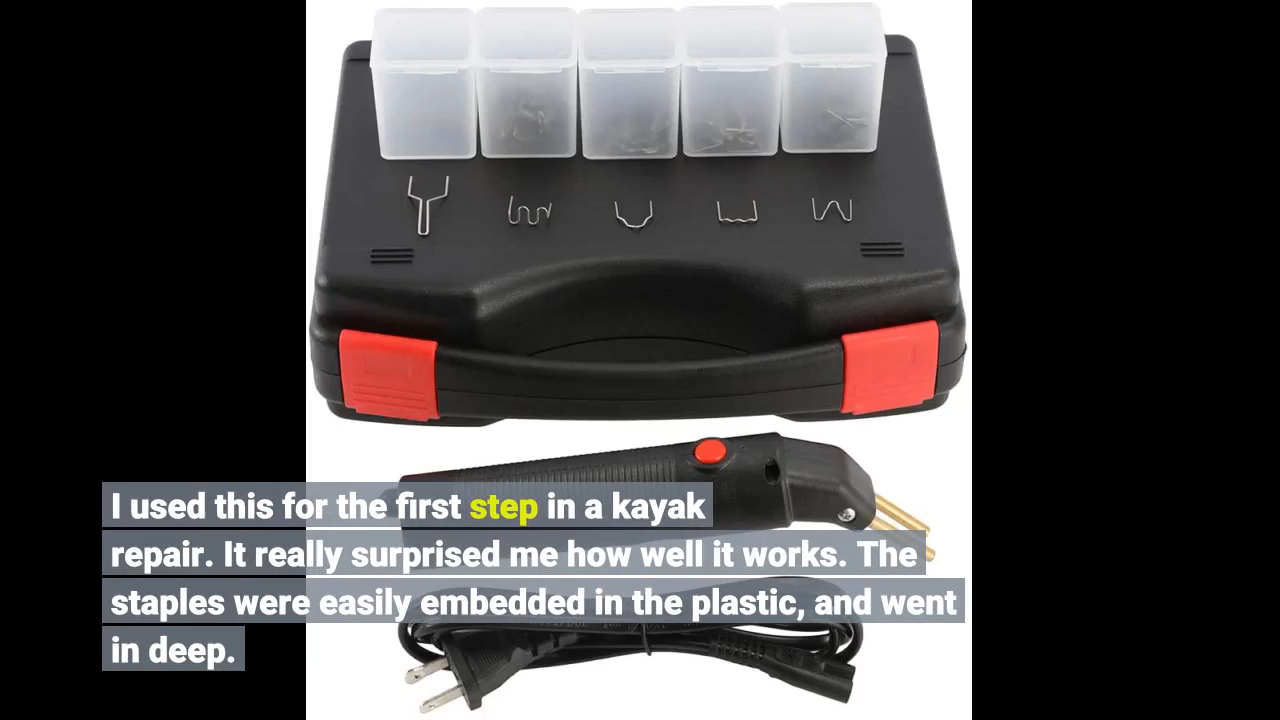 I used this for the first step in a kayak
repair. It really surprised me how well it works. The
staples were easily embedded in the plastic, and went
in deep.